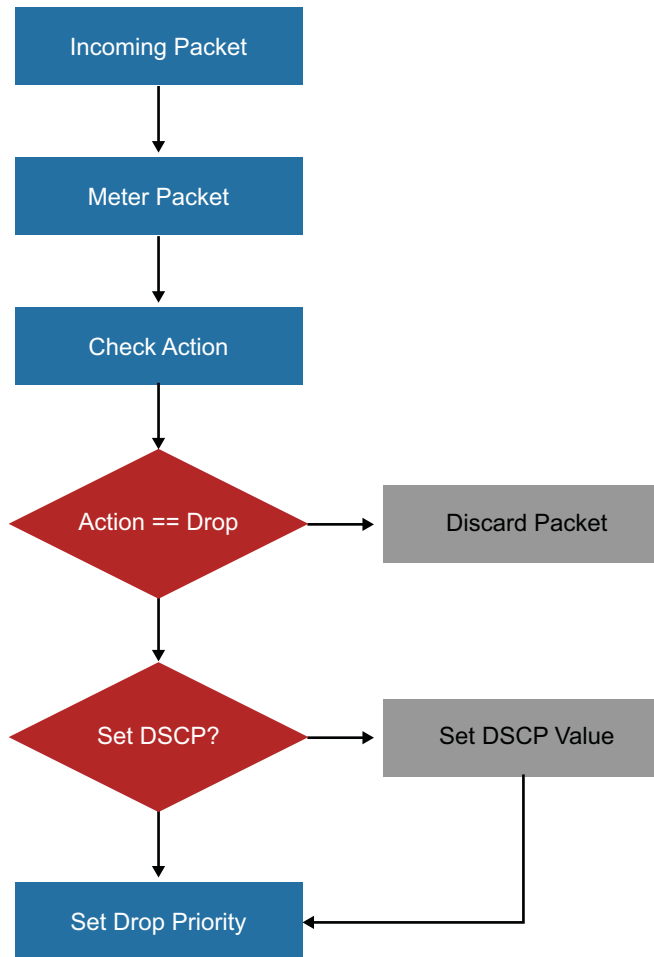 Incoming Packet
Meter Packet
Check Action
Action == Drop
Discard Packet
Set DSCP?
Set DSCP Value
Set Drop Priority